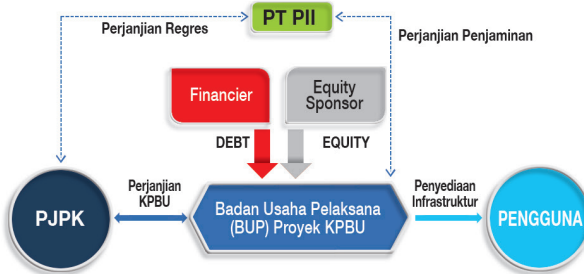 PT PII
Perjanjian Regres
Perjanjian Penjaminan
Financier
Equity
Sponsor
DEBT
EQUITY
PJPK
Perjanjian
KPBU
Badan Usaha Pelaksana
(BUP) Proyek KPBU
Penyediaan
Infrastruktur
PENGGUNA